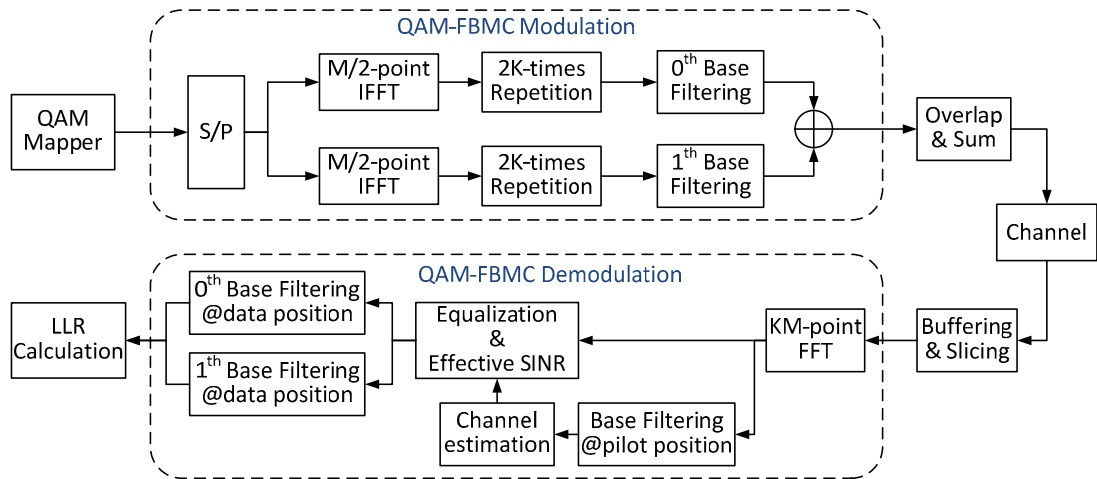 QAM-FBMC Modulation
QAM
Mapper
S/P
M/2-point
IFFT
2K-times
Repetition
0th Base
Filtering
M/2-point
IFFT
2K-times
Repetition
1th Base
Filtering
Overlap
& Sum
Channel
QAM-FBMC Demodulation
LLR
Calculation
0th Base Filtering
@data position
1th Base Filtering
@data position
Equalization
&
Effective SINR
Channel
estimation
Base Filtering
@pilot position
KM-point
FFT
Buffering
& Slicing